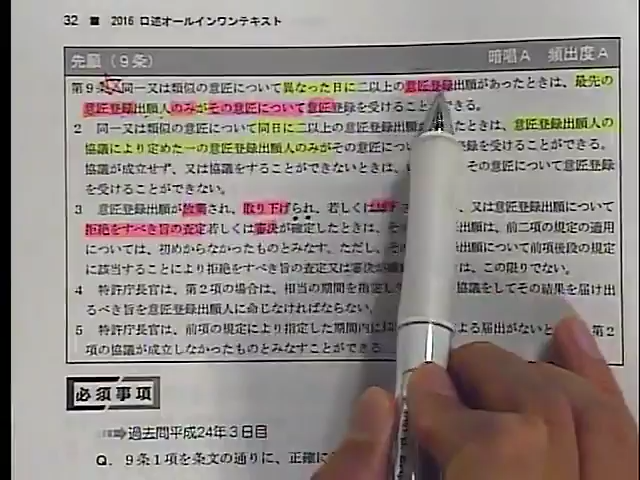 32 ■ 2016 口述オールインワンテキスト
先願（9条） 暗唱A 頻出度A
第9条 同一又は類似の意匠について異なった日に二以上の意匠登録出願があったときは、最先の
意匠登録出願人のみがその意匠について意匠登録を受けることができる。
2 同一又は類似の意匠について同日に二以上の意匠登録 たときは、意匠登録出願人の
協議により定めた一の意匠登録出願人のみがその意匠 登録を受けることができる。
協議が成立せず、又は協議をすることができないときは、 その意匠について意匠登録
を受けることができない。
3 意匠登録出願が放棄され、取り下げられ、若しくは却下さ 、又は意匠登録出願について
拒絶をすべき旨の査定若しくは審決が確定したときは、そ 願は、前二項の規定の適用
については、初めからなかったものとみなす。ただし、そ 出願について前項後段の規定
に該当することにより拒絶をすべき旨の査定又は審決が は、この限りでない。
4 特許庁長官は、第2項の場合は、相当の期間を指定し 協議をしてその結果を届け出
るべき旨を意匠登録出願人に命じなければならない。
5 特許庁長官は、前項の規定により指定した期間内に よる届出がないと 第2
項の協議が成立しなかったものとみなすことができる
必須事項
過去問平成24年3日目
Q. 9条1項を条文の通りに、正確に